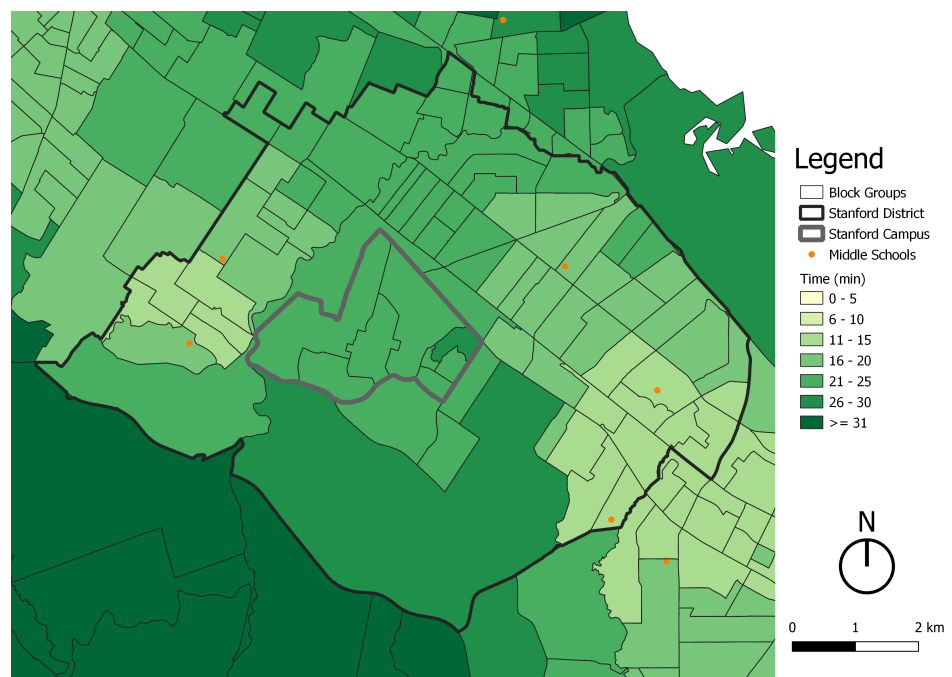 Legend
Block Groups
Stanford District
Stanford Campus
Middle Schools
Time (min)
0 - 5
6 - 10
11 - 15
16 - 20
21 - 25
26 - 30
>= 31
N
0 1 2 km